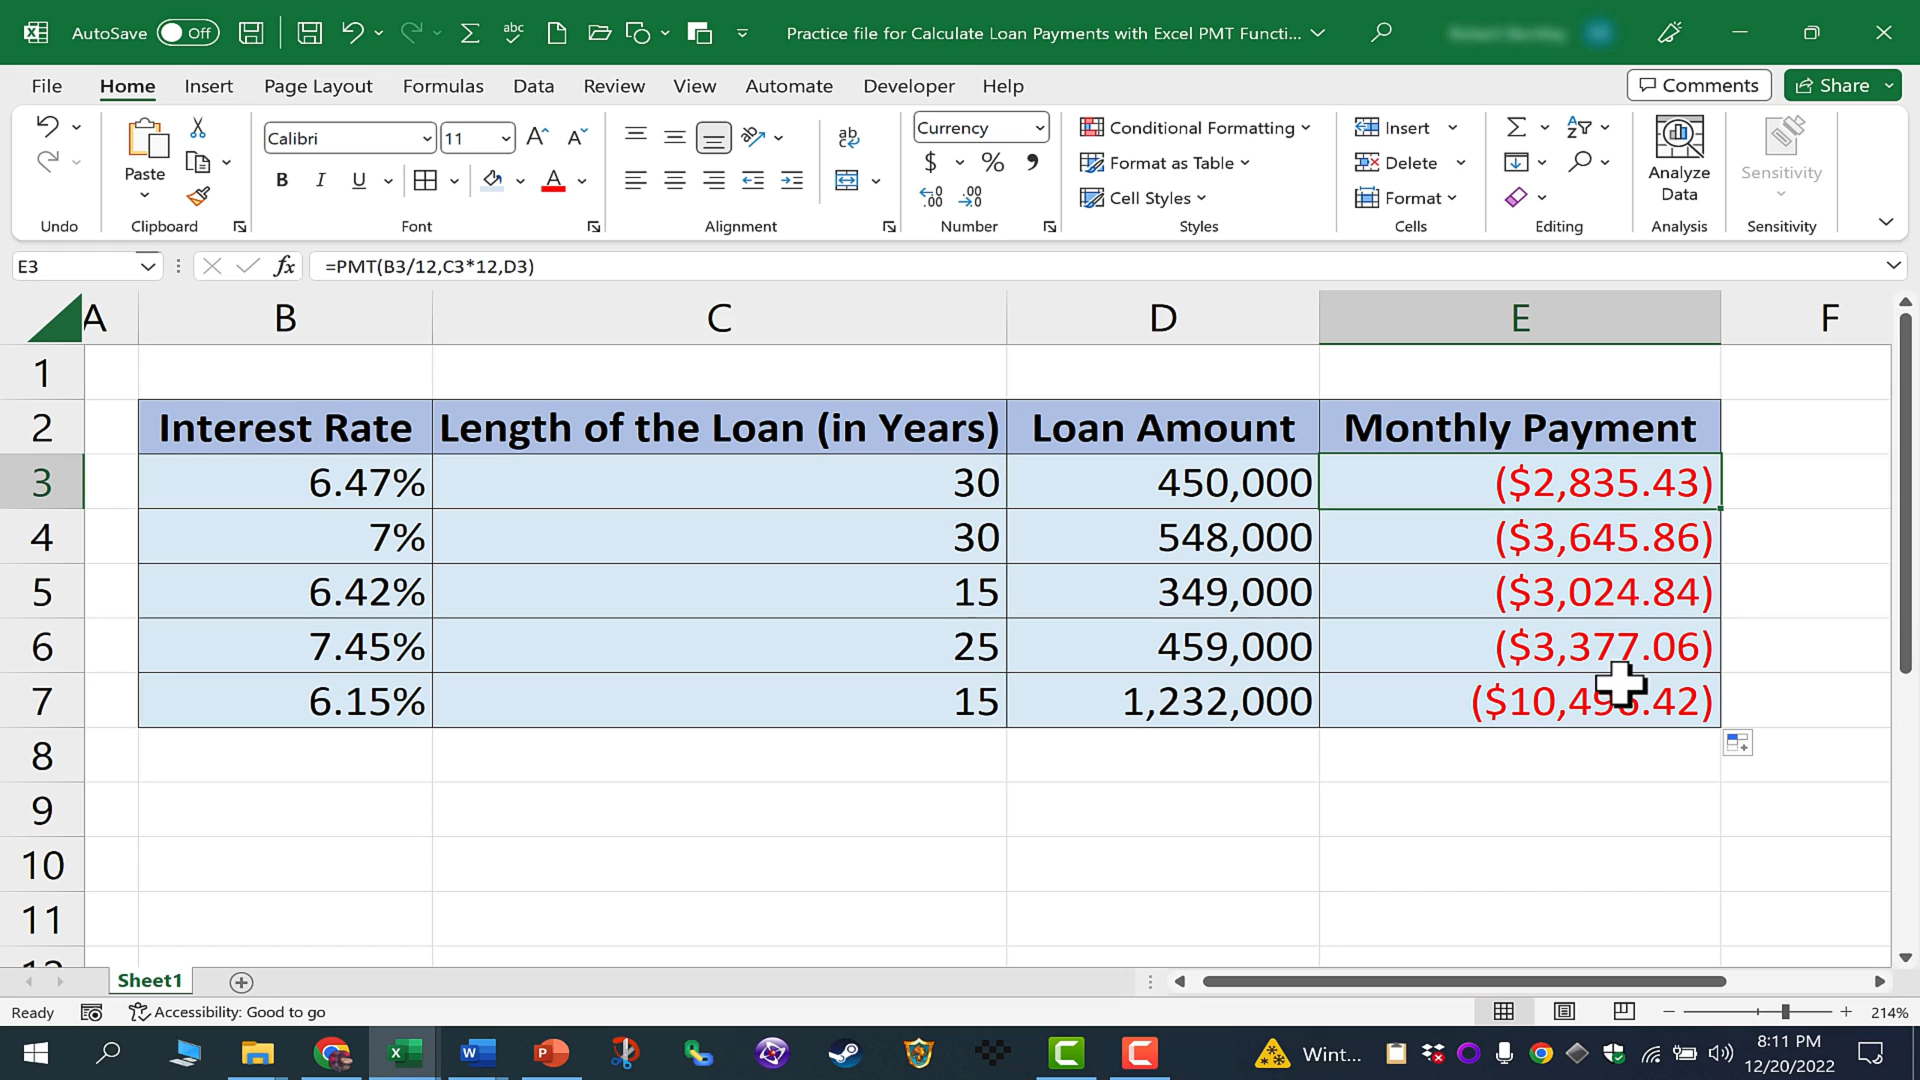 AutoSave Off Practice file for Calculate Loan Payments with Excel PMT Functi...
File Home Insert Page Layout Formulas Data Review View Automate Developer Help Comments Share
Calibri 11 Currency Conditional Formatting Insert
Paste Format as Table Delete Analyze Data Sensitivity
Cell Styles Format
Undo Clipboard Font Alignment Number Styles Cells Editing Analysis Sensitivity
E3 fx =PMT(B3/12,C3*12,D3)
A B C D E F
1
2 Interest Rate Length of the Loan (in Years) Loan Amount Monthly Payment
3 6.47% 30 450,000 ($2,835.43)
4 7% 30 548,000 ($3,645.86)
5 6.42% 15 349,000 ($3,024.84)
6 7.45% 25 459,000 ($3,377.06)
7 6.15% 15 1,232,000
8
9
10
11
12
Sheet1
Ready Accessibility: Good to go 214%
Wint... 8:11 PM
12/20/2022